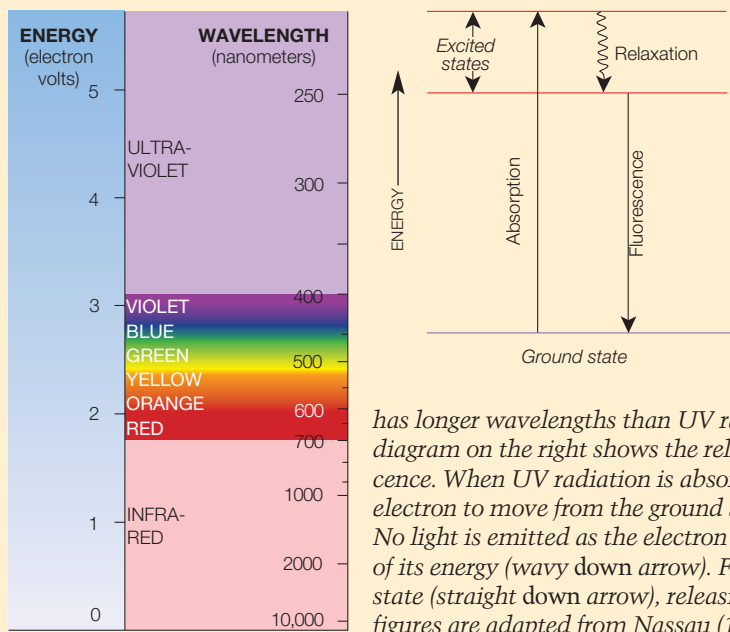 ENERGY
(electron
volts)
5
4
3
2
1
0
WAVELENGTH
(nanometers)
ULTRA-
VIOLET
VIOLET
BLUE
GREEN
YELLOW
ORANGE
RED
INFRA-
RED
250
300
400
500
600
700
1000
2000
10,000
Excited
states
Relaxation
ENERGY
Absorption
Fluorescence
Ground state
has longer wavelengths than UV
diagram on the right shows the
cence. When UV radiation is
electron to move from the ground
No light is emitted as the electron
of its energy (wavy down arrow).
state (straight down arrow),
figures are adapted from Nassau